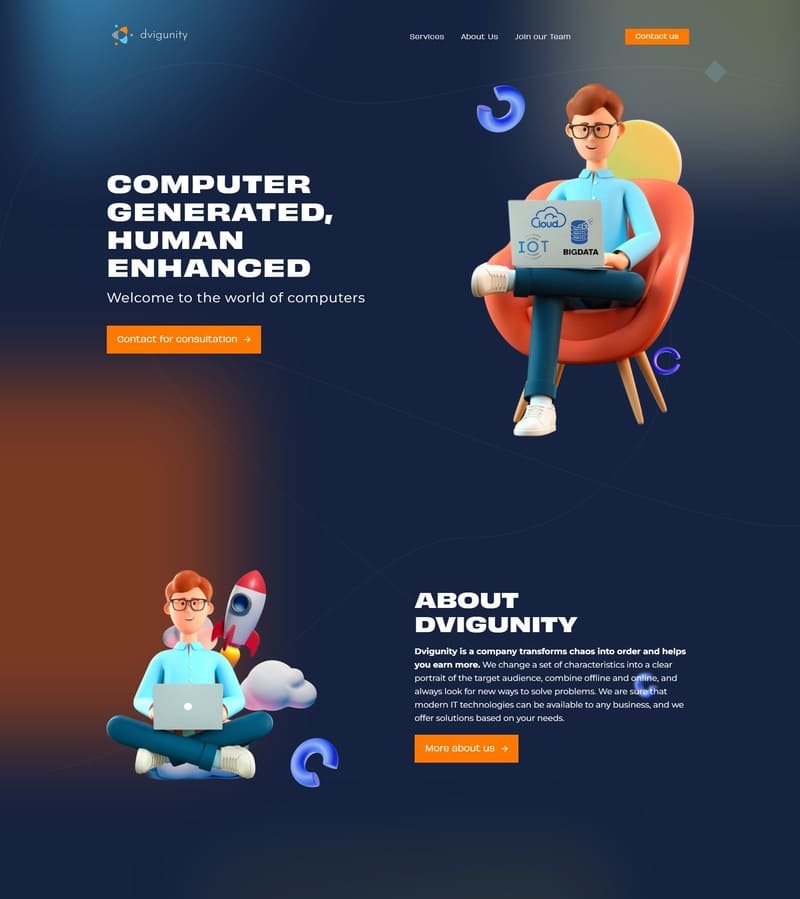 dvigunity
Services
About Us
Join our Team
Contact us
COMPUTER
GENERATED,
HUMAN
ENHANCED
Welcome to the world of computers
Contact for consultation →
Cloud
IOT
BIGDATA
ABOUT
DVIGUNITY
Dvigunity is a company transforms chaos into order and helps
you earn more. We change a set of characteristics into a clear
portrait of the target audience, combine offline and online, and
always look for new ways to solve problems. We are sure that
modern IT technologies can be available to any business, and we
offer solutions based on your needs.
More about us →